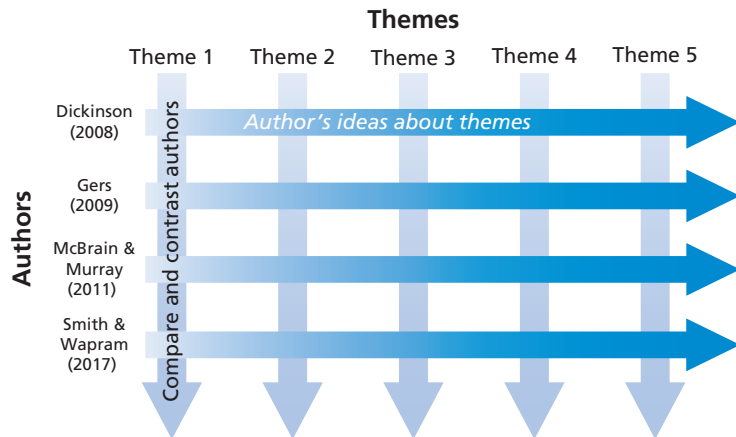 Themes
Theme 1
Theme 2
Theme 3
Theme 4
Theme 5
Authors
Dickinson
(2008)
Gers
(2009)
McBrain &
Murray
(2011)
Smith &
Wapram
(2017)
Compare and contrast authors
Author's ideas about themes